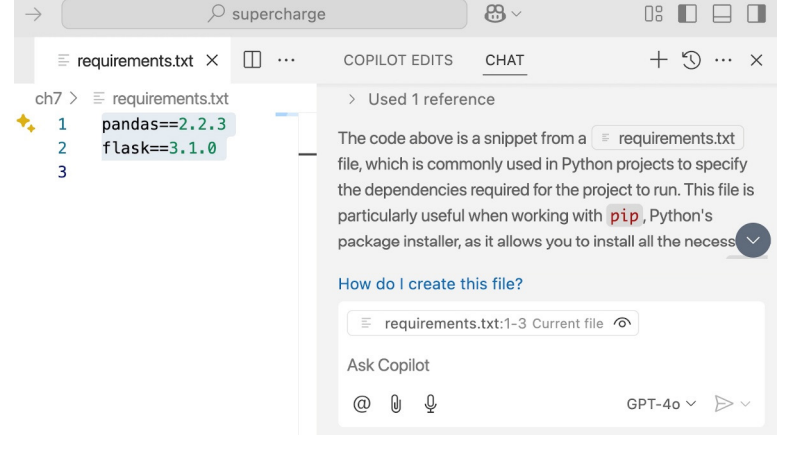 supercharge
requirements.txt
ch7 > requirements.txt
1 pandas==2.2.3
2 flask==3.1.0
3
COPILOT EDITS CHAT
Used 1 reference
The code above is a snippet from a requirements.txt
file, which is commonly used in Python projects to specify
the dependencies required for the project to run. This file is
particularly useful when working with pip, Python's
package installer, as it allows you to install all the necess
How do I create this file?
requirements.txt:1-3 Current file
Ask Copilot
@ GPT-4o